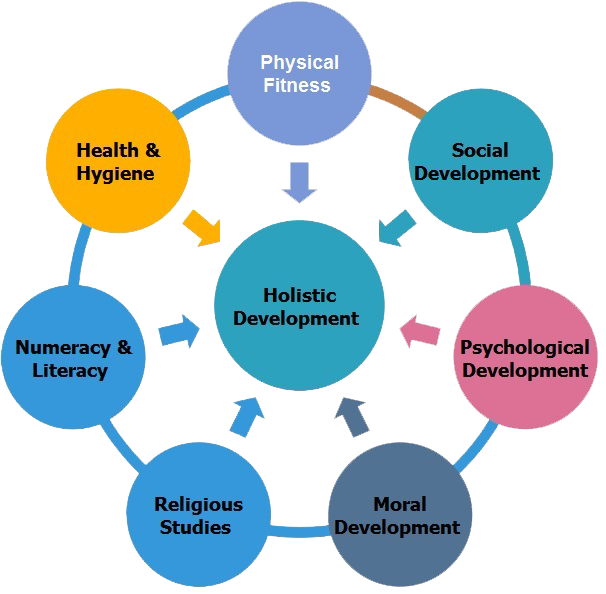 Physical
Fitness
Social
Development
Psychological
Development
Moral
Development
Religious
Studies
Numeracy &
Literacy
Health &
Hygiene
Holistic
Development